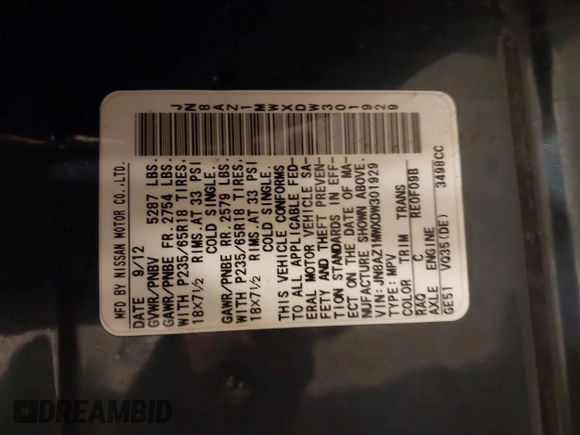 JN8AZ1MWXDW301929
MFD BY NISSAN MOTOR CO.,LTD.
DATE 9/12
GVWR/PNBV 5287 LBS.
GAWR/PNBE FR.2754 LBS.
WITH P235/65R18 TIRES,
18X7½ RIMS.AT 33 PSI
COLD SINGLE.
GAWR/PNBE RR.2579 LBS.
WITH P235/65R18 TIRES,
18X7½ RIMS.AT 33 PSI
COLD SINGLE.
THIS VEHICLE CONFORMS
TO ALL APPLICABLE FED-
ERAL MOTOR VEHICLE SA-
FETY AND THEFT PREVEN-
TION STANDARDS IN EFF-
ECT ON THE DATE OF MA-
NUFACTURE SHOWN ABOVE.
VIN:JN8AZ1MWXDW301929
TYPE:MPV
COLOR TRIM TRANS
RAQ C RE0F09B
AXLE ENGINE
GE51 VQ35(DE) 3498CC
DREAMBID